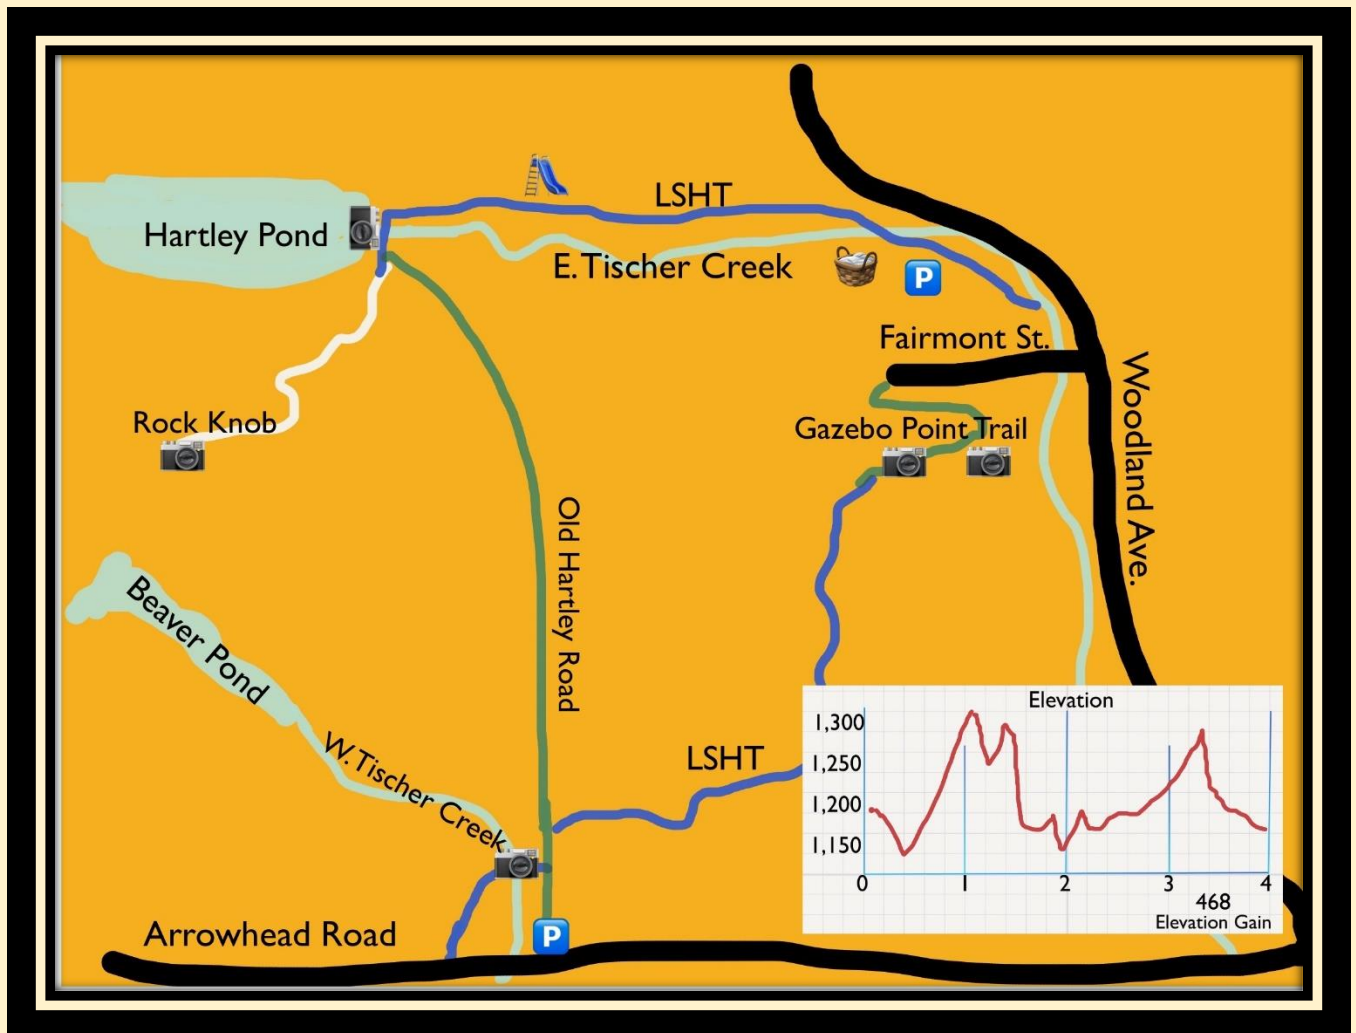 LSHT
Hartley Pond
E. Tischer Creek
P
Fairmont St.
Woodland Ave.
Rock Knob
Gazebo Point Trail
Old Hartley Road
Beaver Pond
W. Tischer Creek
LSHT
Arrowhead Road
P
Elevation
1,300
1,250
1,200
1,150
0 1 2 3 4
468
Elevation Gain